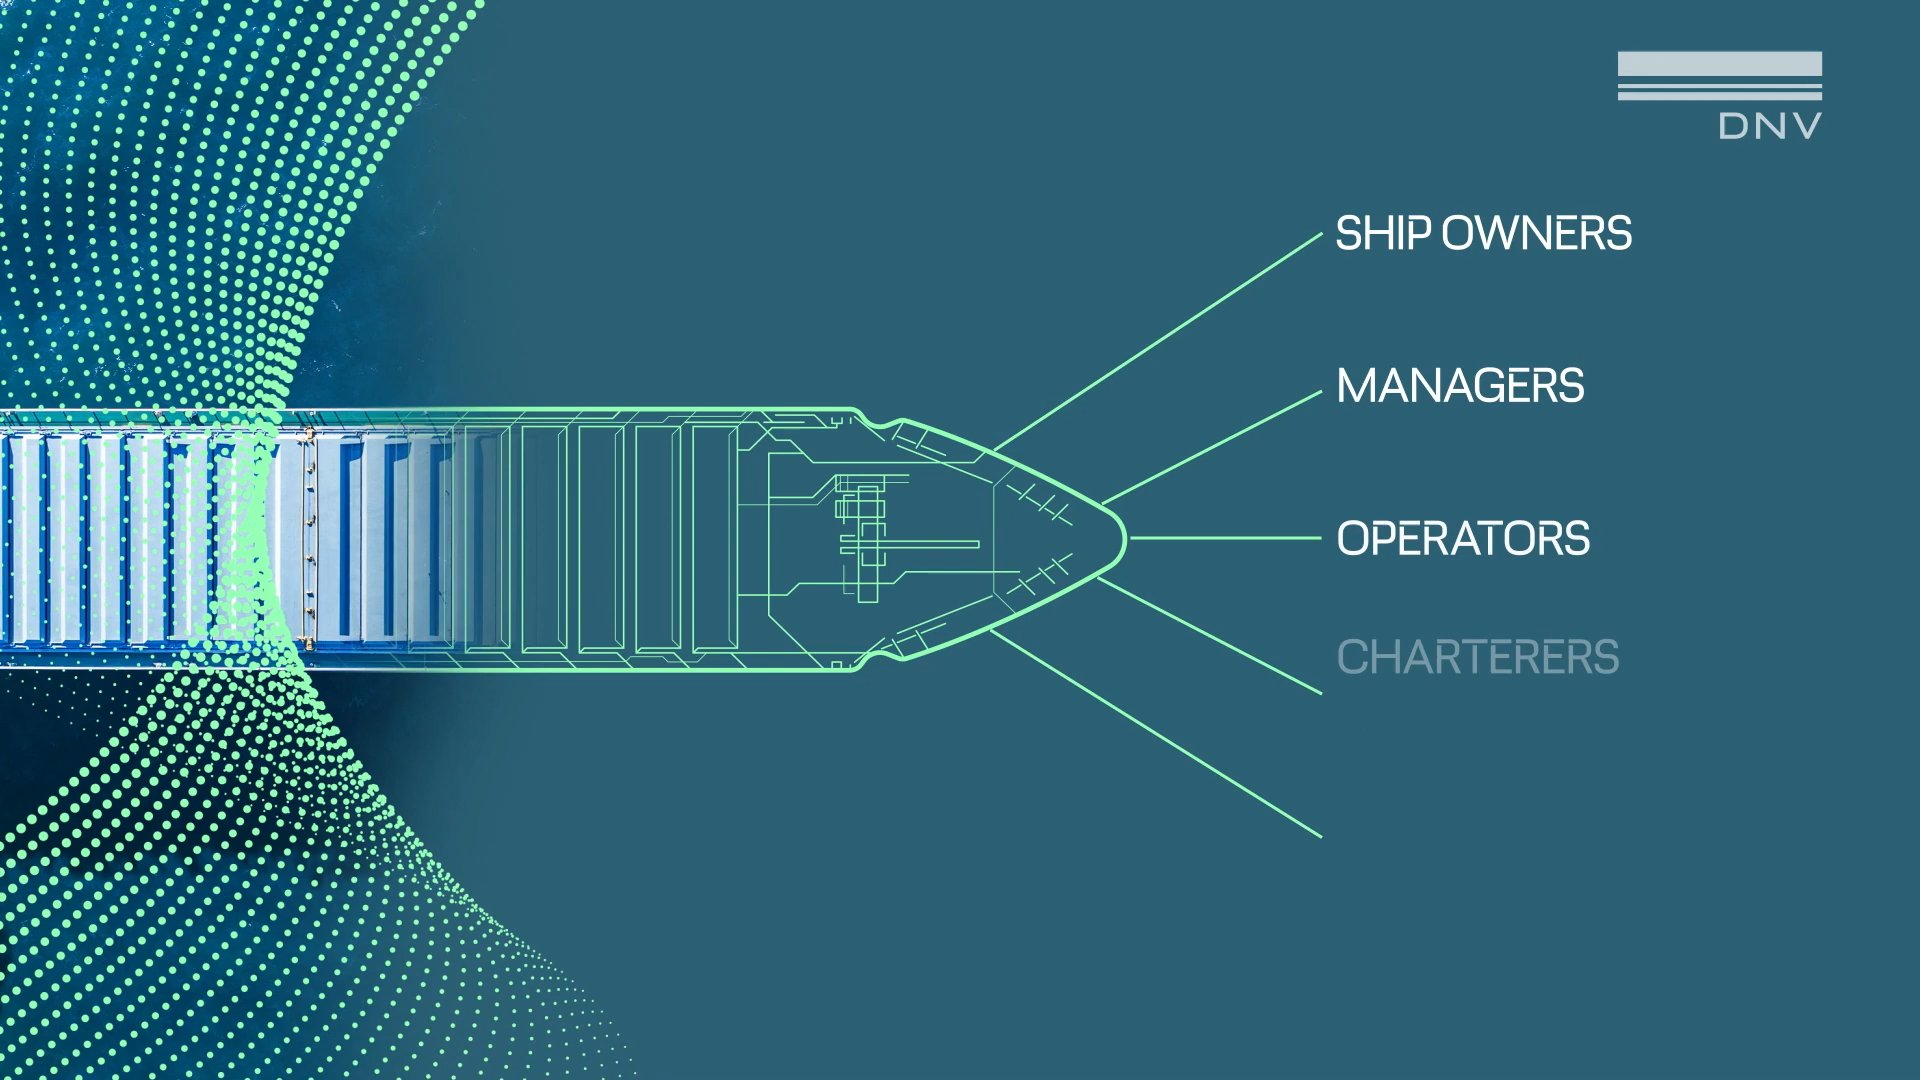 DNV
SHIP OWNERS
MANAGERS
OPERATORS
CHARTERERS